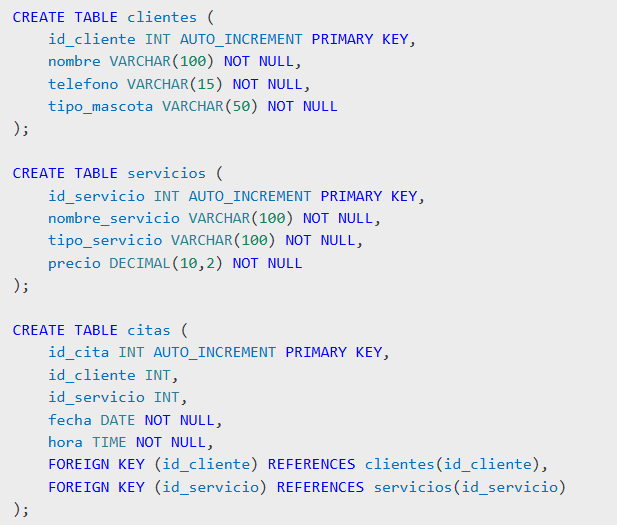 CREATE TABLE clientes (
    id_cliente INT AUTO_INCREMENT PRIMARY KEY,
    nombre VARCHAR(100) NOT NULL,
    telefono VARCHAR(15) NOT NULL,
    tipo_mascota VARCHAR(50) NOT NULL
);

CREATE TABLE servicios (
    id_servicio INT AUTO_INCREMENT PRIMARY KEY,
    nombre_servicio VARCHAR(100) NOT NULL,
    tipo_servicio VARCHAR(100) NOT NULL,
    precio DECIMAL(10,2) NOT NULL
);

CREATE TABLE citas (
    id_cita INT AUTO_INCREMENT PRIMARY KEY,
    id_cliente INT,
    id_servicio INT,
    fecha DATE NOT NULL,
    hora TIME NOT NULL,
    FOREIGN KEY (id_cliente) REFERENCES clientes(id_cliente),
    FOREIGN KEY (id_servicio) REFERENCES servicios(id_servicio)
);